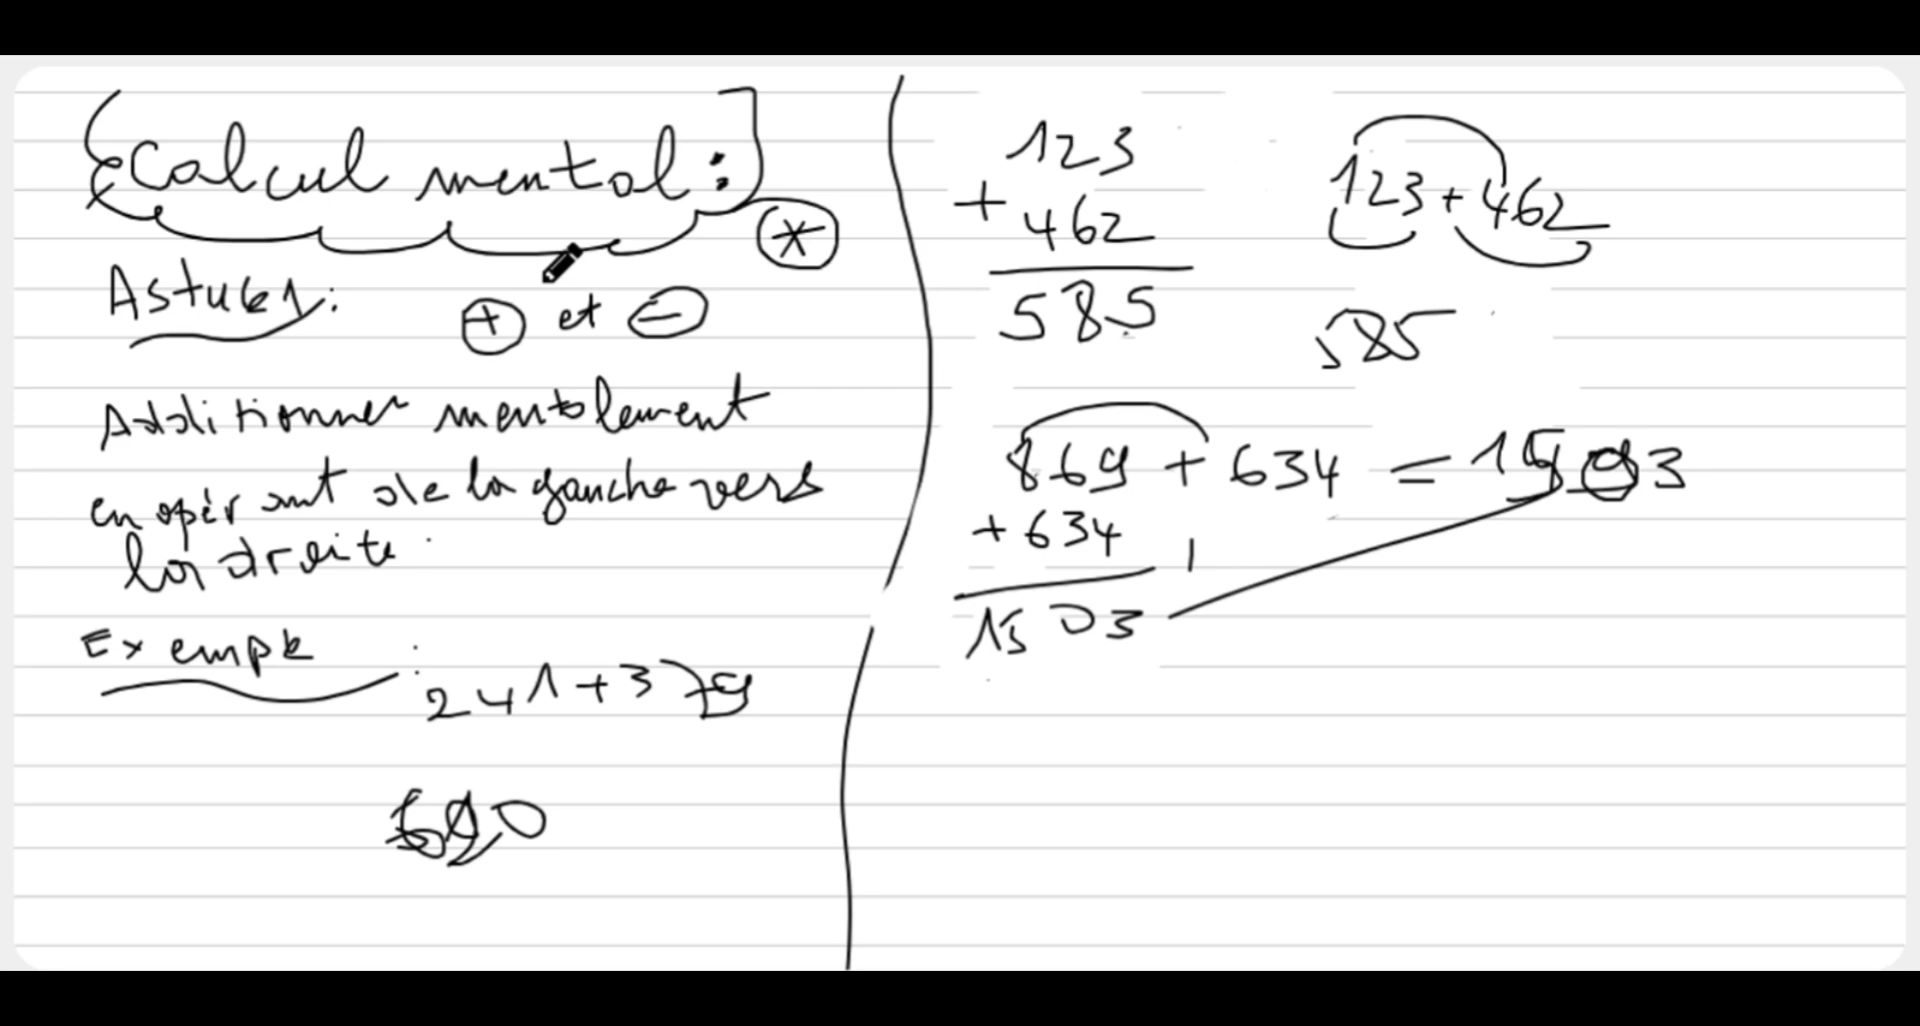 Calcul mental :
*
Astuce 1 :
+ et -
Additionner mentalement
en opérant de la gauche vers
la droite.
Exemple :
241 + 379
123
+ 462
585
123 + 462
585
869 + 634 = 1503
+ 634
1503